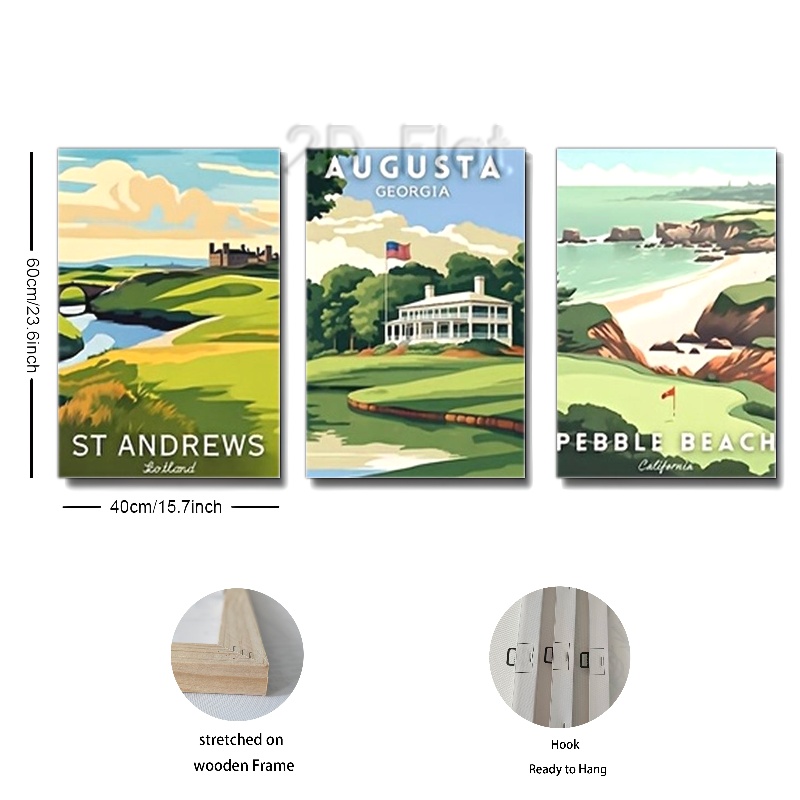 2D Flat
AUGUSTA
GEORGIA
60cm/23.6inch
ST ANDREWS
Scotland
PEBBLE BEACH
California
40cm/15.7inch
stretched on
wooden Frame
Hook
Ready to Hang